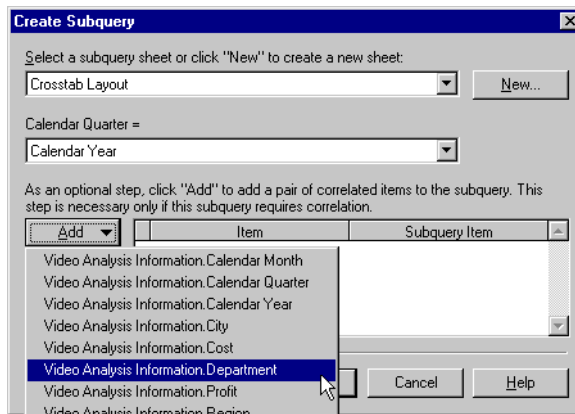 Create Subquery
Select a subquery sheet or click "New" to create a new sheet:
Crosstab Layout
New...
Calendar Quarter =
Calendar Year
As an optional step, click "Add" to add a pair of correlated items to the subquery. This
step is necessary only if this subquery requires correlation.
Add
Item
Subquery Item
Video Analysis Information.Calendar Month
Video Analysis Information.Calendar Quarter
Video Analysis Information.Calendar Year
Video Analysis Information.City
Video Analysis Information.Cost
Video Analysis Information.Department
Video Analysis Information.Profit
Video Analysis Information.Region
Cancel
Help